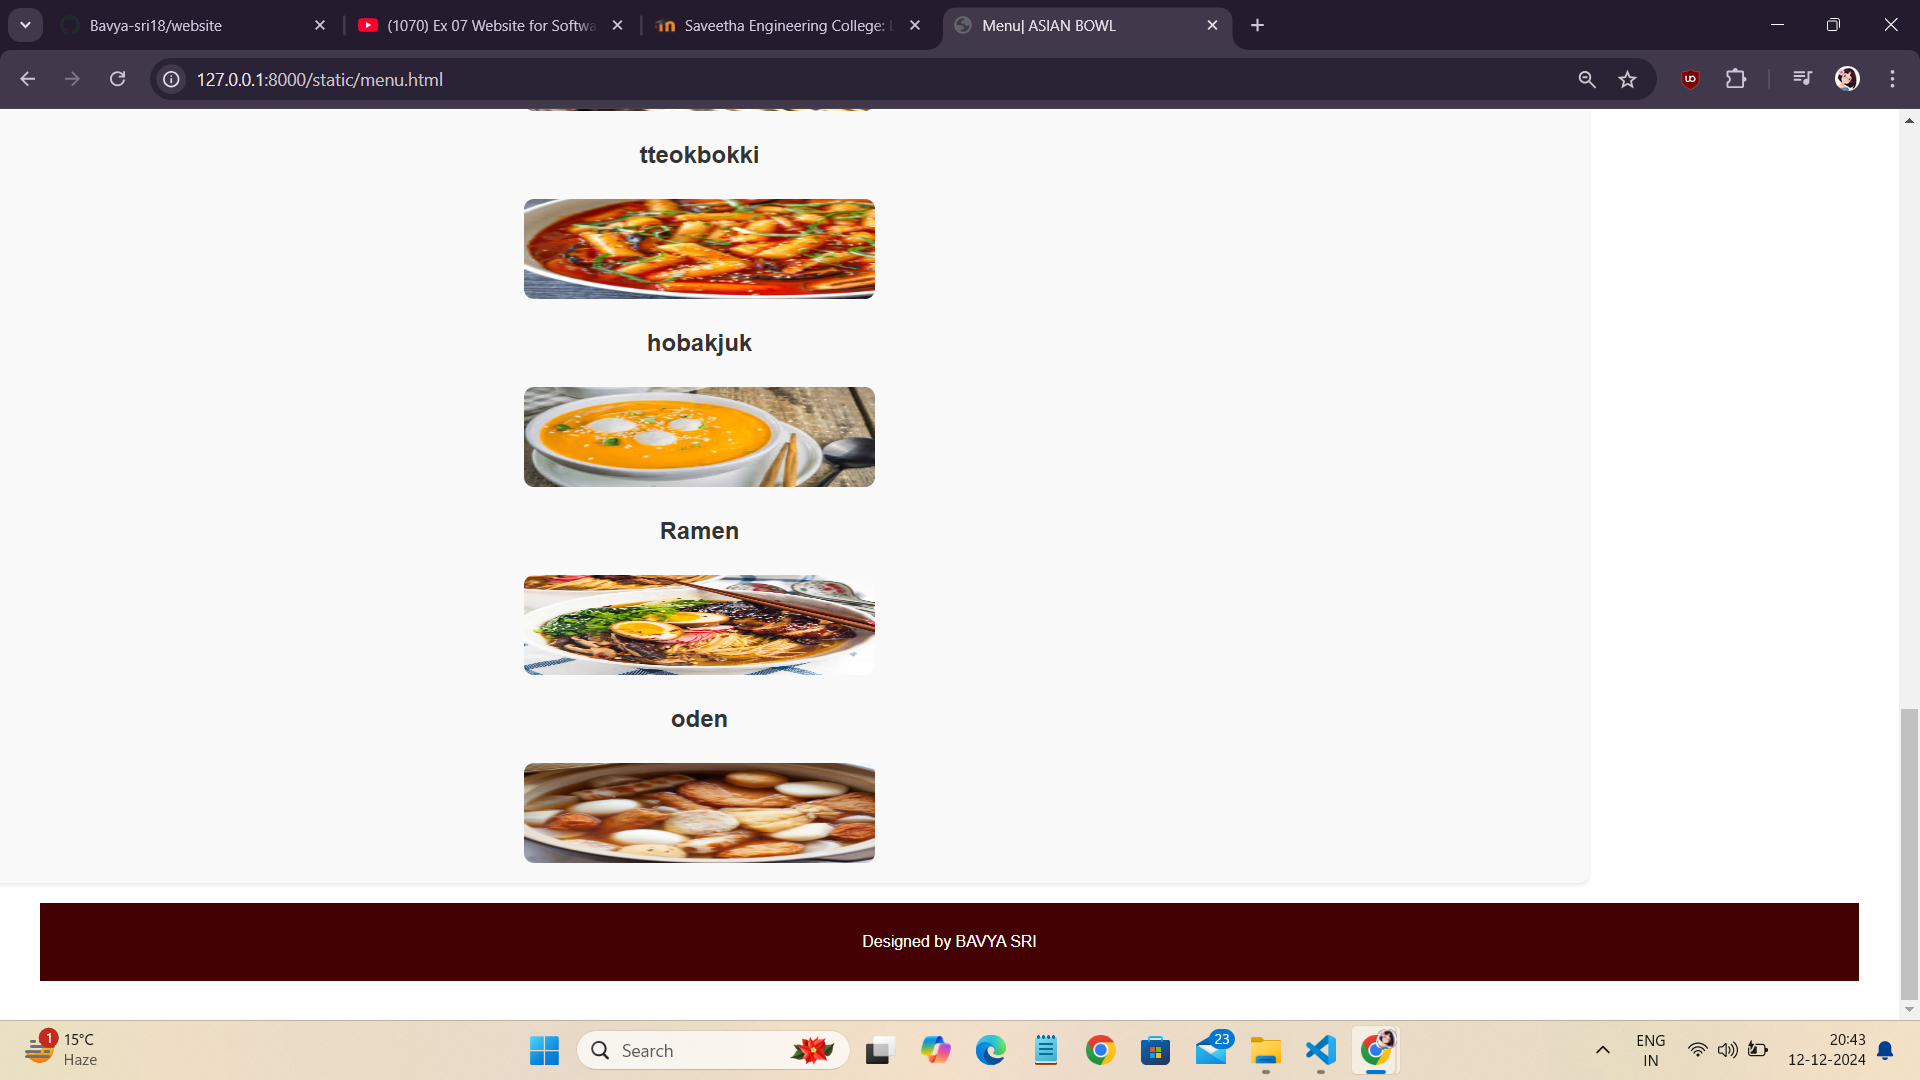 Bavya-sri18/website
(1070) Ex 07 Website for Softwa
Saveetha Engineering College:
Menu| ASIAN BOWL
127.0.0.1:8000/static/menu.html
tteokbokki
hobakjuk
Ramen
oden
Designed by BAVYA SRI
1
15°C
Haze
Search
23
ENG
IN
20:43
12-12-2024